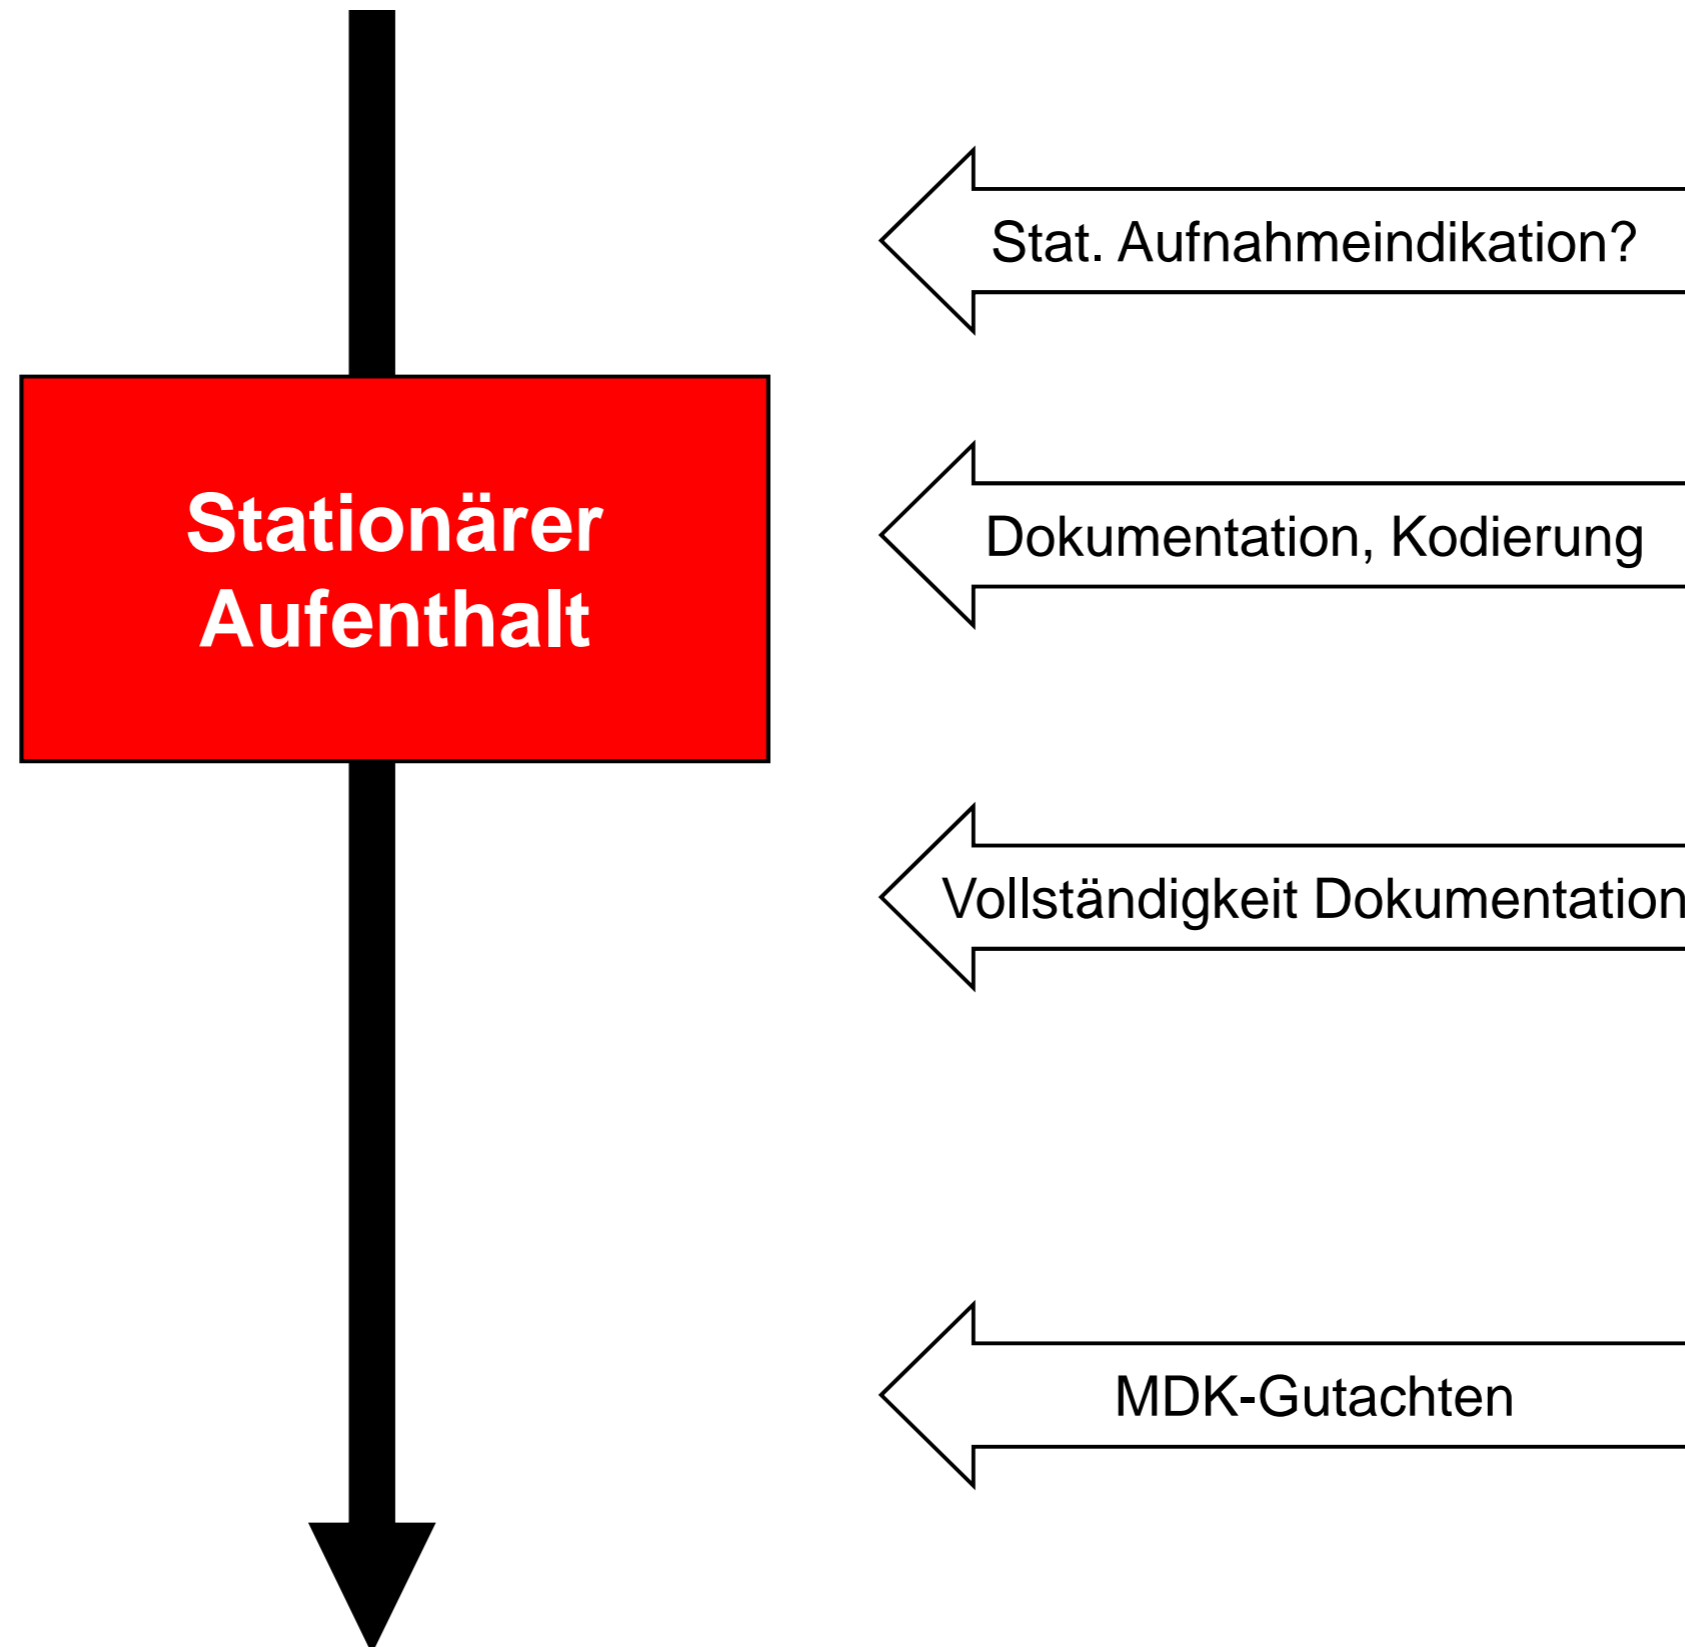 Stat. Aufnahmeindikation?
Stationärer
Aufenthalt
Dokumentation, Kodierung
Vollständigkeit Dokumentation
MDK-Gutachten